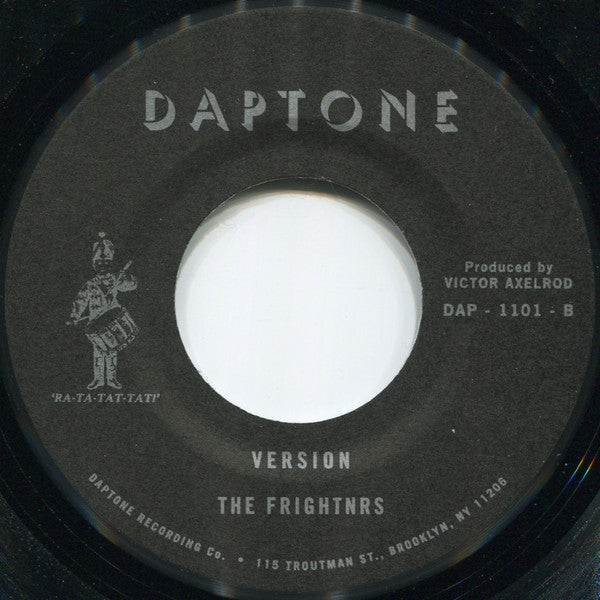 DAPTONE
Produced by
VICTOR AXELROD
DAP - 1101 - B
'RA-TA-TAT-TAT!'
VERSION
THE FRIGHTNRS
DAPTONE RECORDING Co. • 115 TROUTMAN ST., BROOKLYN, NY 11206